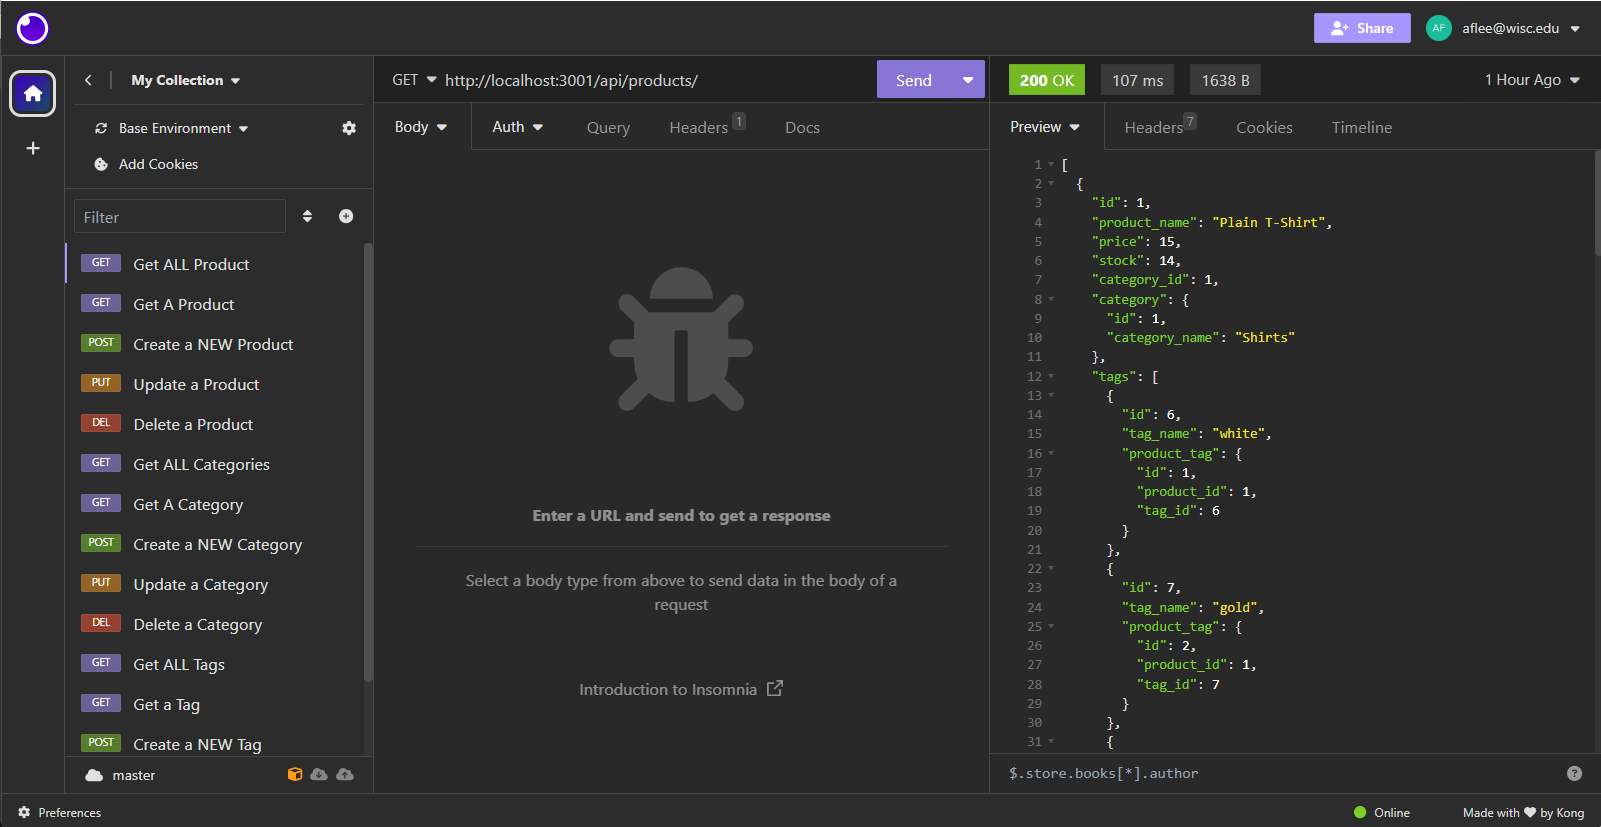 Share
AF
aflee@wisc.edu
My Collection
Base Environment
Add Cookies
Filter
GET Get ALL Product
GET Get A Product
POST Create a NEW Product
PUT Update a Product
DEL Delete a Product
GET Get ALL Categories
GET Get A Category
POST Create a NEW Category
PUT Update a Category
DEL Delete a Category
GET Get ALL Tags
GET Get a Tag
POST Create a NEW Tag
master
GET http://localhost:3001/api/products/ Send
Body Auth Query Headers 1 Docs
Enter a URL and send to get a response
Select a body type from above to send data in the body of a
request
Introduction to Insomnia
200 OK 107 ms 1638 B 1 Hour Ago
Preview Headers 7 Cookies Timeline
1 [
2 {
3 "id": 1,
4 "product_name": "Plain T-Shirt",
5 "price": 15,
6 "stock": 14,
7 "category_id": 1,
8 "category": {
9 "id": 1,
10 "category_name": "Shirts"
11 },
12 "tags": [
13 {
14 "id": 6,
15 "tag_name": "white",
16 "product_tag": {
17 "id": 1,
18 "product_id": 1,
19 "tag_id": 6
20 }
21 },
22 {
23 "id": 7,
24 "tag_name": "gold",
25 "product_tag": {
26 "id": 2,
27 "product_id": 1,
28 "tag_id": 7
29 }
30 },
31 {
$.store.books[*].author
Preferences
Online
Made with ❤ by Kong